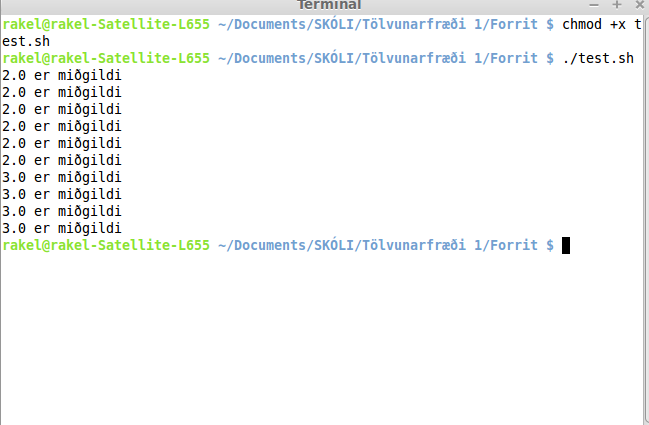 Terminal
rakel@rakel-Satellite-L655 ~/Documents/SKÓLI/Tölvunarfræði 1/Forrit $ chmod +x t
est.sh
rakel@rakel-Satellite-L655 ~/Documents/SKÓLI/Tölvunarfræði 1/Forrit $ ./test.sh
2.0 er miðgildi
2.0 er miðgildi
2.0 er miðgildi
2.0 er miðgildi
2.0 er miðgildi
2.0 er miðgildi
3.0 er miðgildi
3.0 er miðgildi
3.0 er miðgildi
3.0 er miðgildi
rakel@rakel-Satellite-L655 ~/Documents/SKÓLI/Tölvunarfræði 1/Forrit $